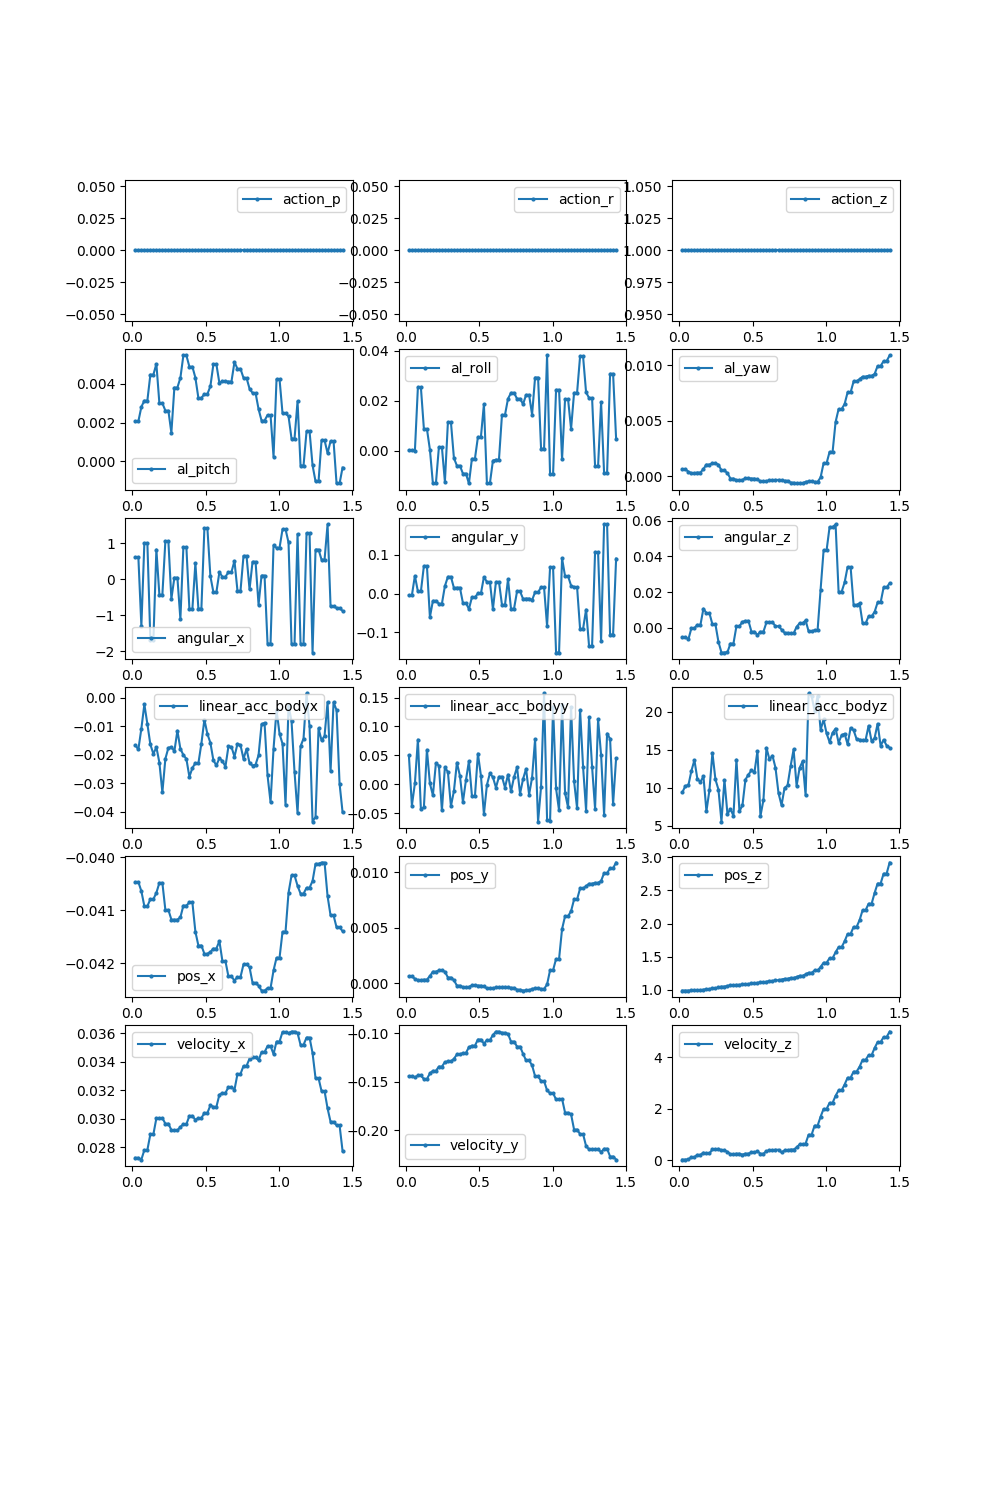 0.050 0.050 1.050
action_p action_r action_z
0.025 0.025 1.025
0.000 0.000 1.000
−0.025 −0.025 0.975
−0.050 −0.050 0.950
0.0 0.5 1.0 1.5 0.0 0.5 1.0 1.5 0.0 0.5 1.0 1.5
0.04
al_roll al_yaw
0.010
0.004
0.02
0.005
0.002
0.00
0.000 al_pitch 0.000
0.0 0.5 1.0 1.5 0.0 0.5 1.0 1.5 0.0 0.5 1.0 1.5
0.06
angular_y angular_z
1 0.1 0.04
0 0.0
0.02
−1
angular_x −0.1 0.00
−2
0.0 0.5 1.0 1.5 0.0 0.5 1.0 1.5 0.0 0.5 1.0 1.5
0.00 0.15
linear_acc_bodyx linear_acc_bodyy linear_acc_bodyz
−0.01 0.10 20
−0.02 0.05 15
−0.03 0.00 10
−0.04 −0.05 5
0.0 0.5 1.0 1.5 0.0 0.5 1.0 1.5 0.0 0.5 1.0 1.5
−0.040 3.0
pos_y pos_z
0.010 2.5
−0.041 2.0
0.005
−0.042 1.5
pos_x 0.000 1.0
0.0 0.5 1.0 1.5 0.0 0.5 1.0 1.5 0.0 0.5 1.0 1.5
0.036 −0.10
velocity_x velocity_z
0.034 4
0.032 −0.15
2
0.030
−0.20
0.028 velocity_y 0
0.0 0.5 1.0 1.5 0.0 0.5 1.0 1.5 0.0 0.5 1.0 1.5